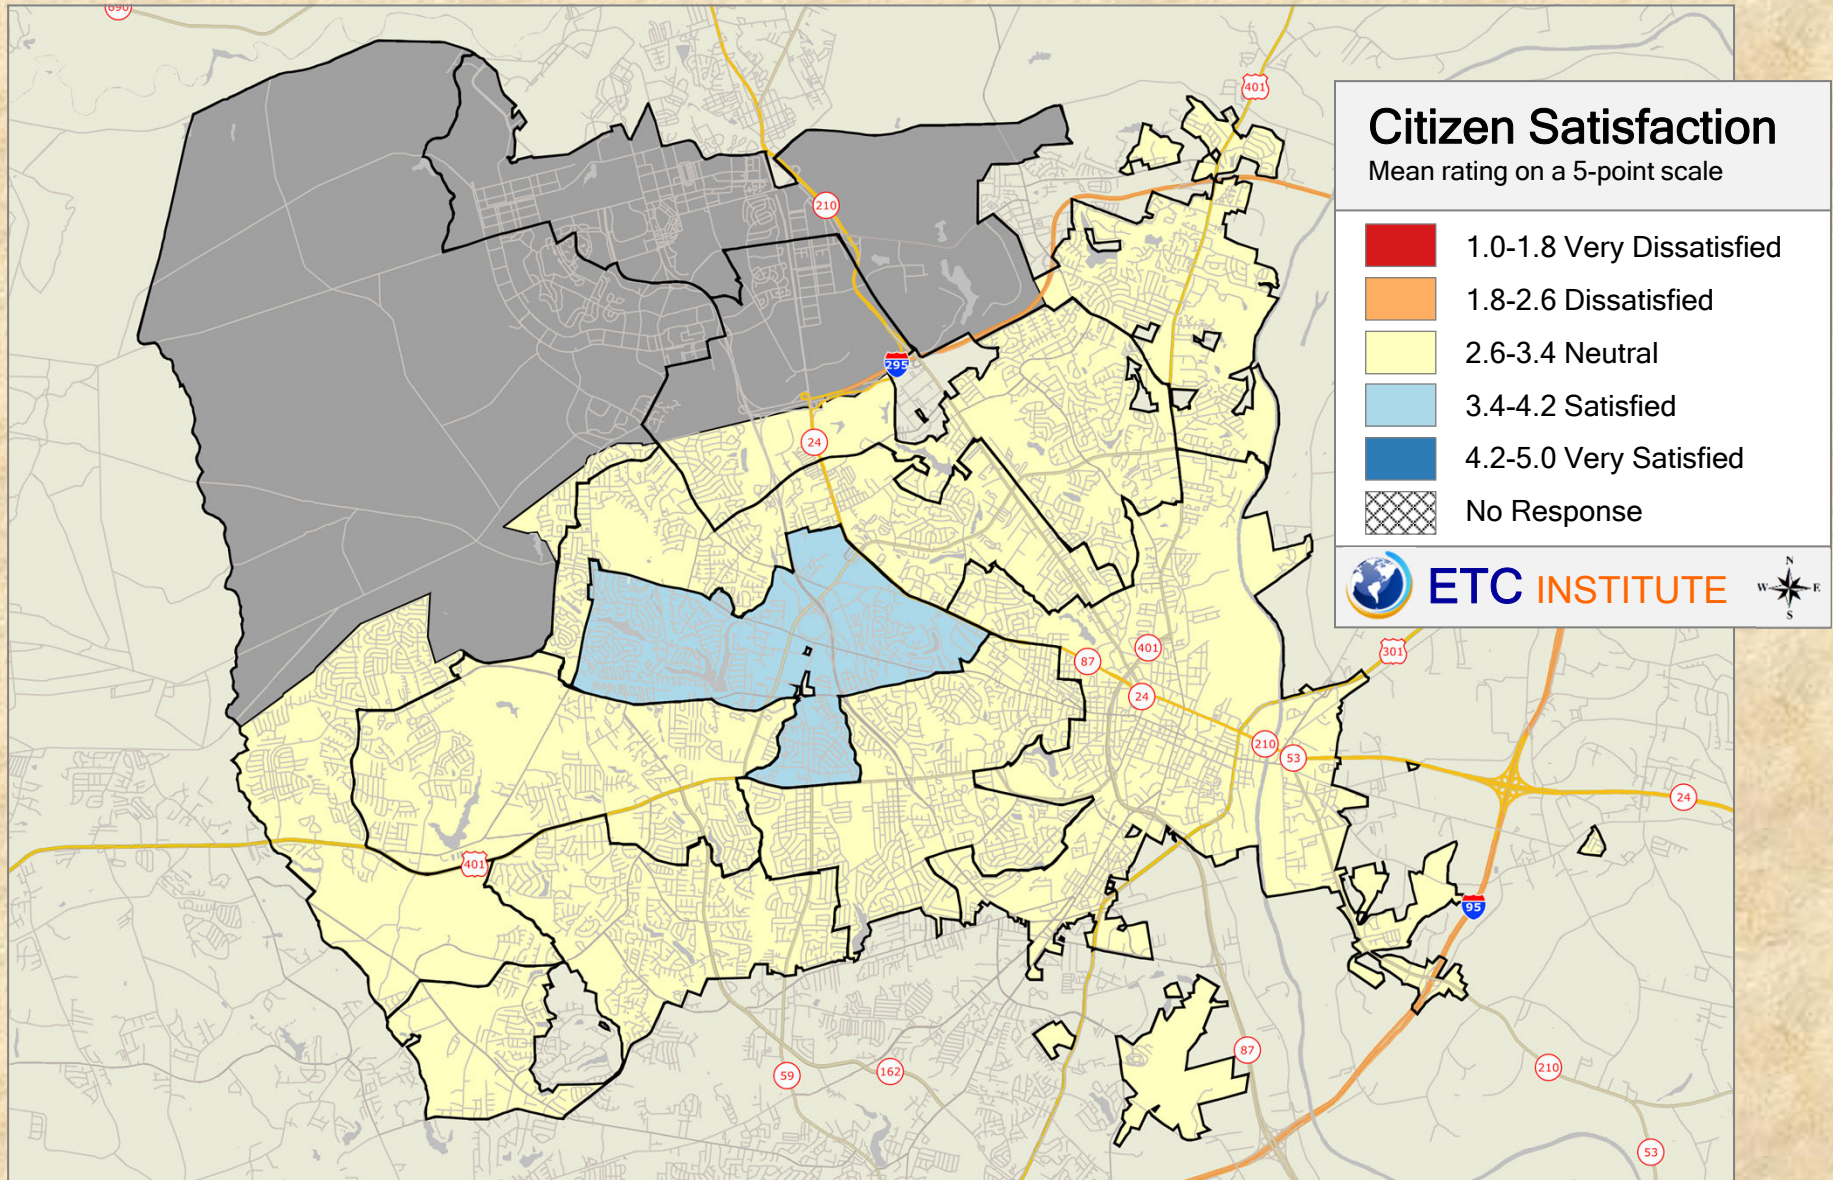 690
401
Citizen Satisfaction
Mean rating on a 5-point scale
210
1.0-1.8 Very Dissatisfied
1.8-2.6 Dissatisfied
295
2.6-3.4 Neutral
3.4-4.2 Satisfied
24
4.2-5.0 Very Satisfied
No Response
N
W E
S
ETC INSTITUTE
401
301
87
24
210
53
24
401
95
87
59
162
210
53